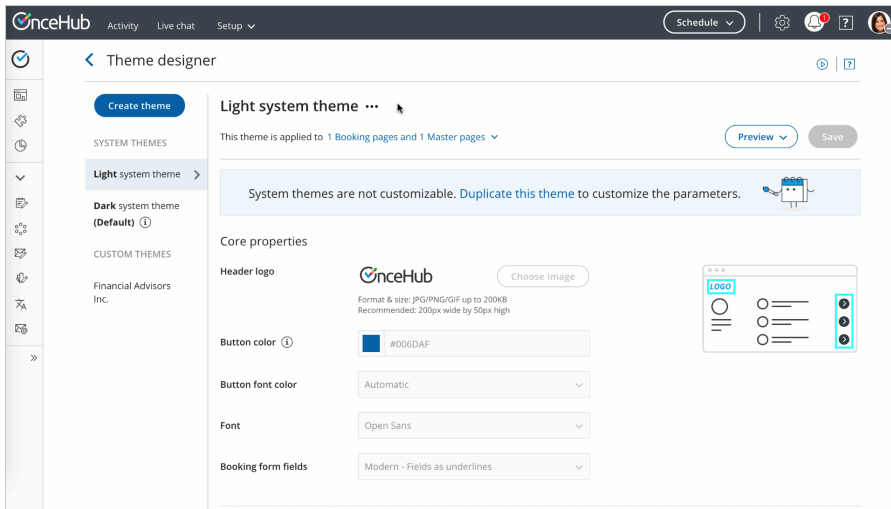 OnceHub
Activity
Live chat
Setup
Schedule
1
?
Theme designer
?
Create theme
SYSTEM THEMES
Light system theme
Dark system theme
(Default)
CUSTOM THEMES
Financial Advisors
Inc.
Light system theme
This theme is applied to 1 Booking pages and 1 Master pages
Preview
Save
System themes are not customizable. Duplicate this theme to customize the parameters.
Core properties
Header logo
OnceHub
Choose image
Format & size: JPG/PNG/GIF up to 200KB
Recommended: 200px wide by 50px high
LOGO
Button color
#006DAF
Button font color
Automatic
Font
Open Sans
Booking form fields
Modern - Fields as underlines